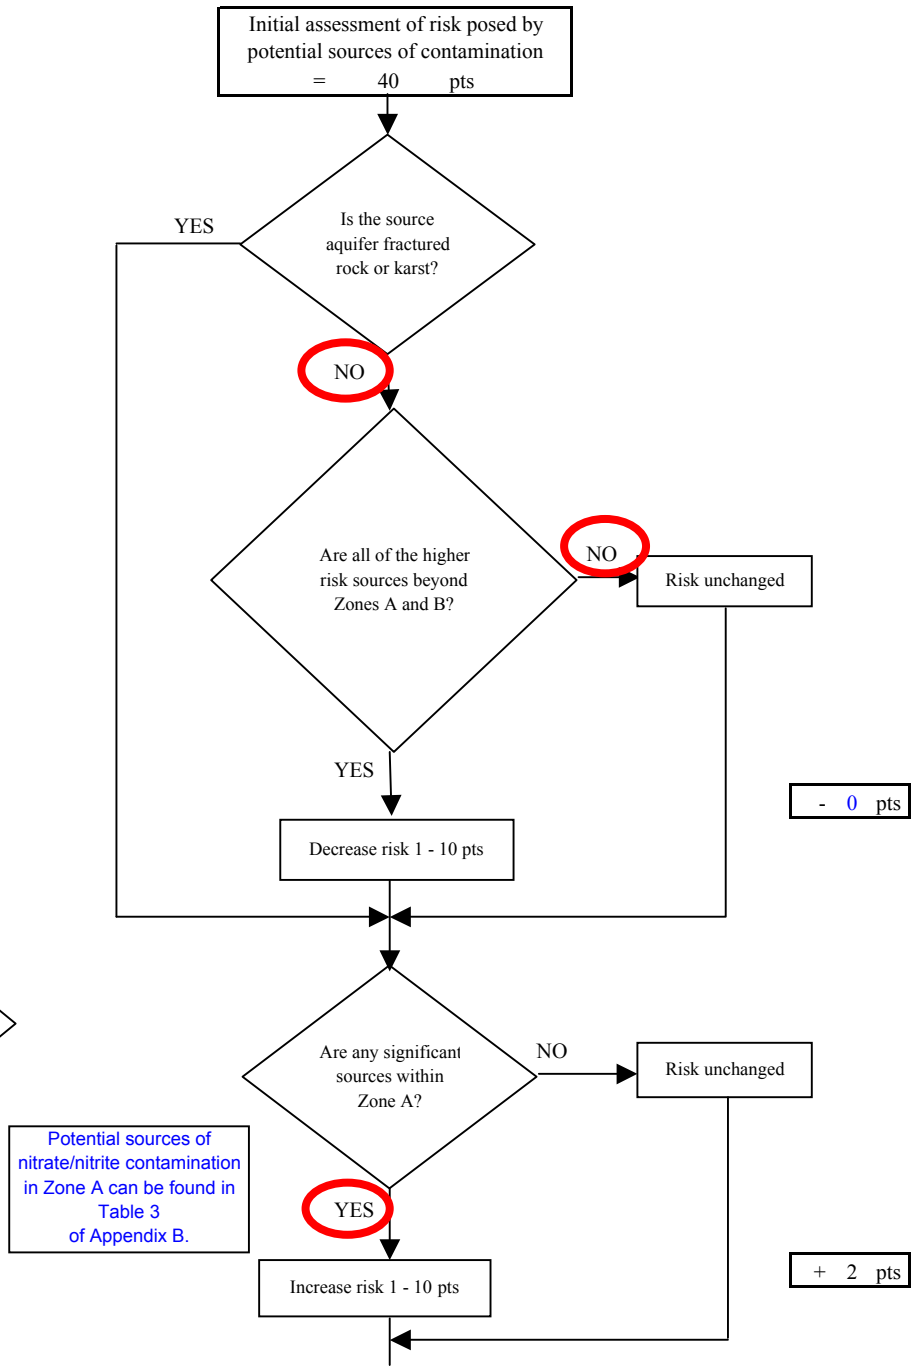 Initial assessment of risk posed by
potential sources of contamination
= 40 pts
YES
Is the source
aquifer fractured
rock or karst?
NO
Are all of the higher
risk sources beyond
Zones A and B?
NO
Risk unchanged
YES
- 0 pts
Decrease risk 1 - 10 pts
Are any significant
sources within
Zone A?
NO
Risk unchanged
Potential sources of
nitrate/nitrite contamination
in Zone A can be found in
Table 3
of Appendix B.
YES
Increase risk 1 - 10 pts
+ 2 pts